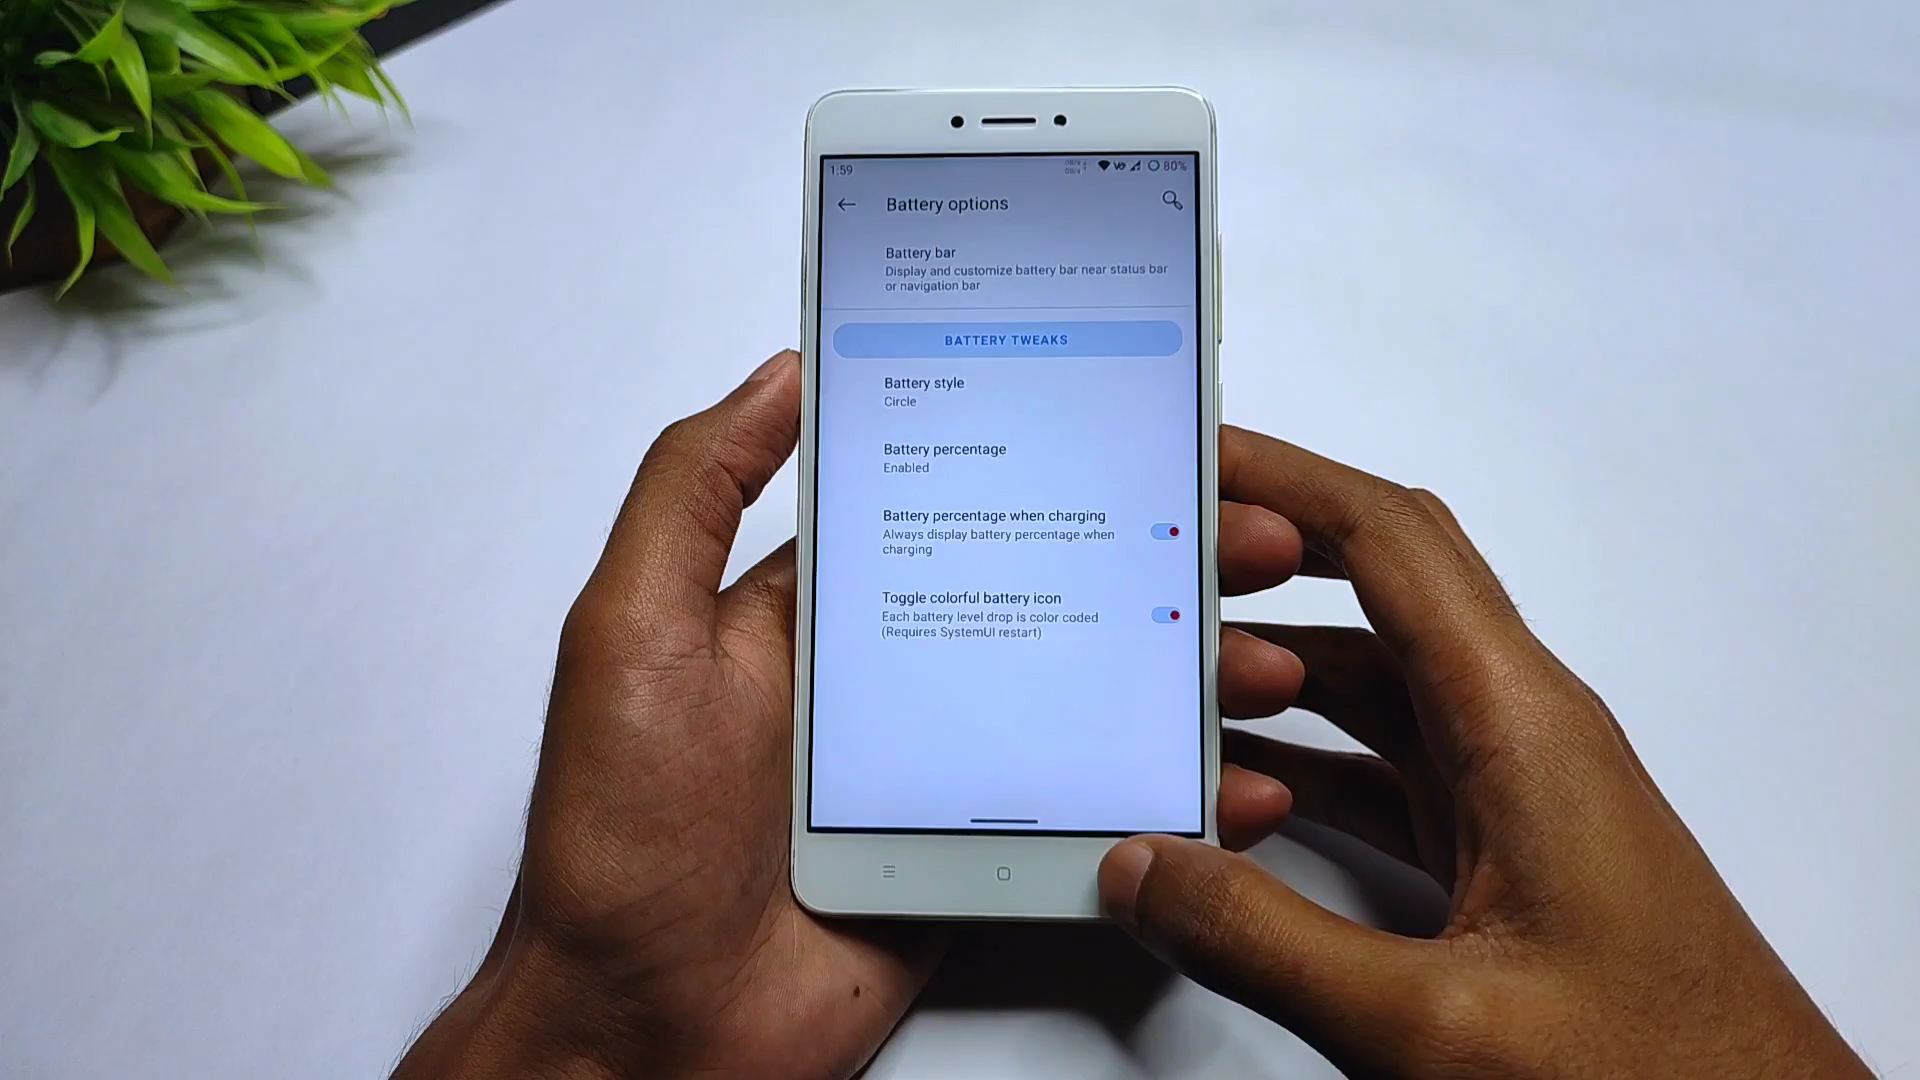 1:59
80%
Battery options
Battery bar
Display and customize battery bar near status bar
or navigation bar
BATTERY TWEAKS
Battery style
Circle
Battery percentage
Enabled
Battery percentage when charging
Always display battery percentage when
charging
Toggle colorful battery icon
Each battery level drop is color coded
(Requires SystemUI restart)